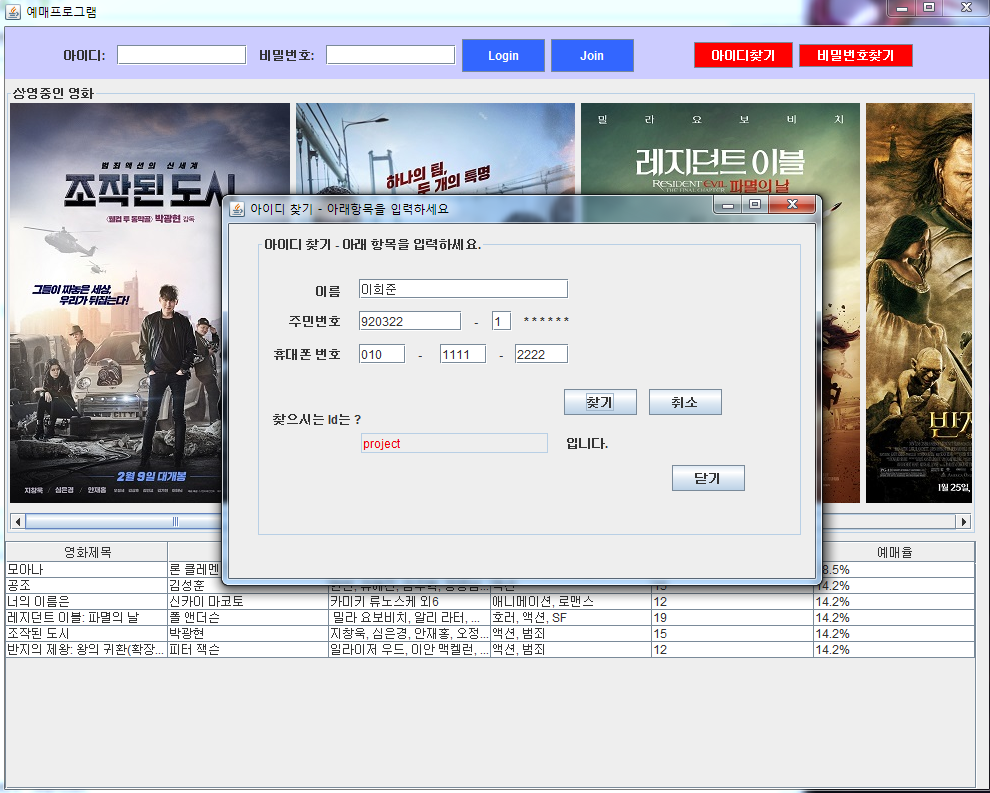 예매프로그램
아이디: 비밀번호: Login Join 아이디찾기 비밀번호찾기
상영중인 영화
범죄액션의 신세계
조작된 도시
<웰컴 투 동막골> 박광현 감독
그들이 짜놓은 세상,
우리가 뒤집는다!
2월 9일 대개봉
지창욱 / 심은경 / 안재홍
하나의 팀,
두 개의 특명
밀 라 요 보 비 치
레지던트 이블
RESIDENT EVIL
THE FINAL CHAPTER
파멸의 날
반지
1월 25일,
아이디 찾기 - 아래항목을 입력하세요
아이디 찾기 - 아래 항목을 입력하세요.
이름 이희준
주민번호 920322 - 1 ******
휴대폰 번호 010 - 1111 - 2222
찾기 취소
찾으시는 Id는 ?
project 입니다.
닫기
영화제목 예매율
모아나 론 클레멘 8.5%
공조 김성훈 액션 15 14.2%
너의 이름은 신카이 마코토 카미키 류노스케 외6 애니메이션, 로맨스 12 14.2%
레지던트 이블: 파멸의 날 폴 앤더슨 밀라 요보비치, 알리 라터, ... 호러, 액션, SF 19 14.2%
조작된 도시 박광현 지창욱, 심은경, 안재홍, 오정... 액션, 범죄 15 14.2%
반지의 제왕: 왕의 귀환(확장... 피터 잭슨 일라이저 우드, 이안 맥켈런, ... 액션, 범죄 12 14.2%